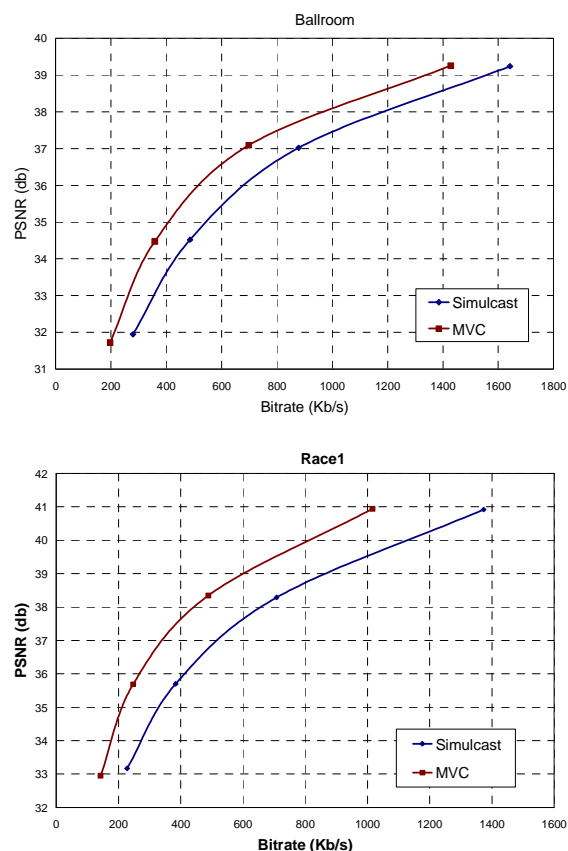 Ballroom
40
39
38
37
36
35
34
33
32
31
PSNR (db)
0 200 400 600 800 1000 1200 1400 1600 1800
Bitrate (Kb/s)
Simulcast
MVC
Race1
42
41
40
39
38
37
36
35
34
33
32
PSNR (db)
0 200 400 600 800 1000 1200 1400 1600
Bitrate (Kb/s)
Simulcast
MVC